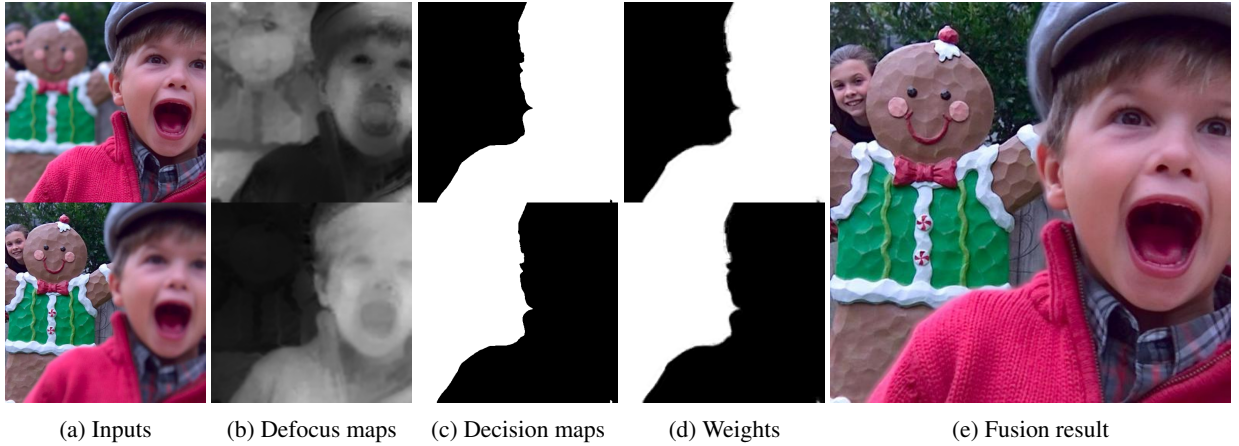 (a) Inputs
(b) Defocus maps
(c) Decision maps
(d) Weights
(e) Fusion result